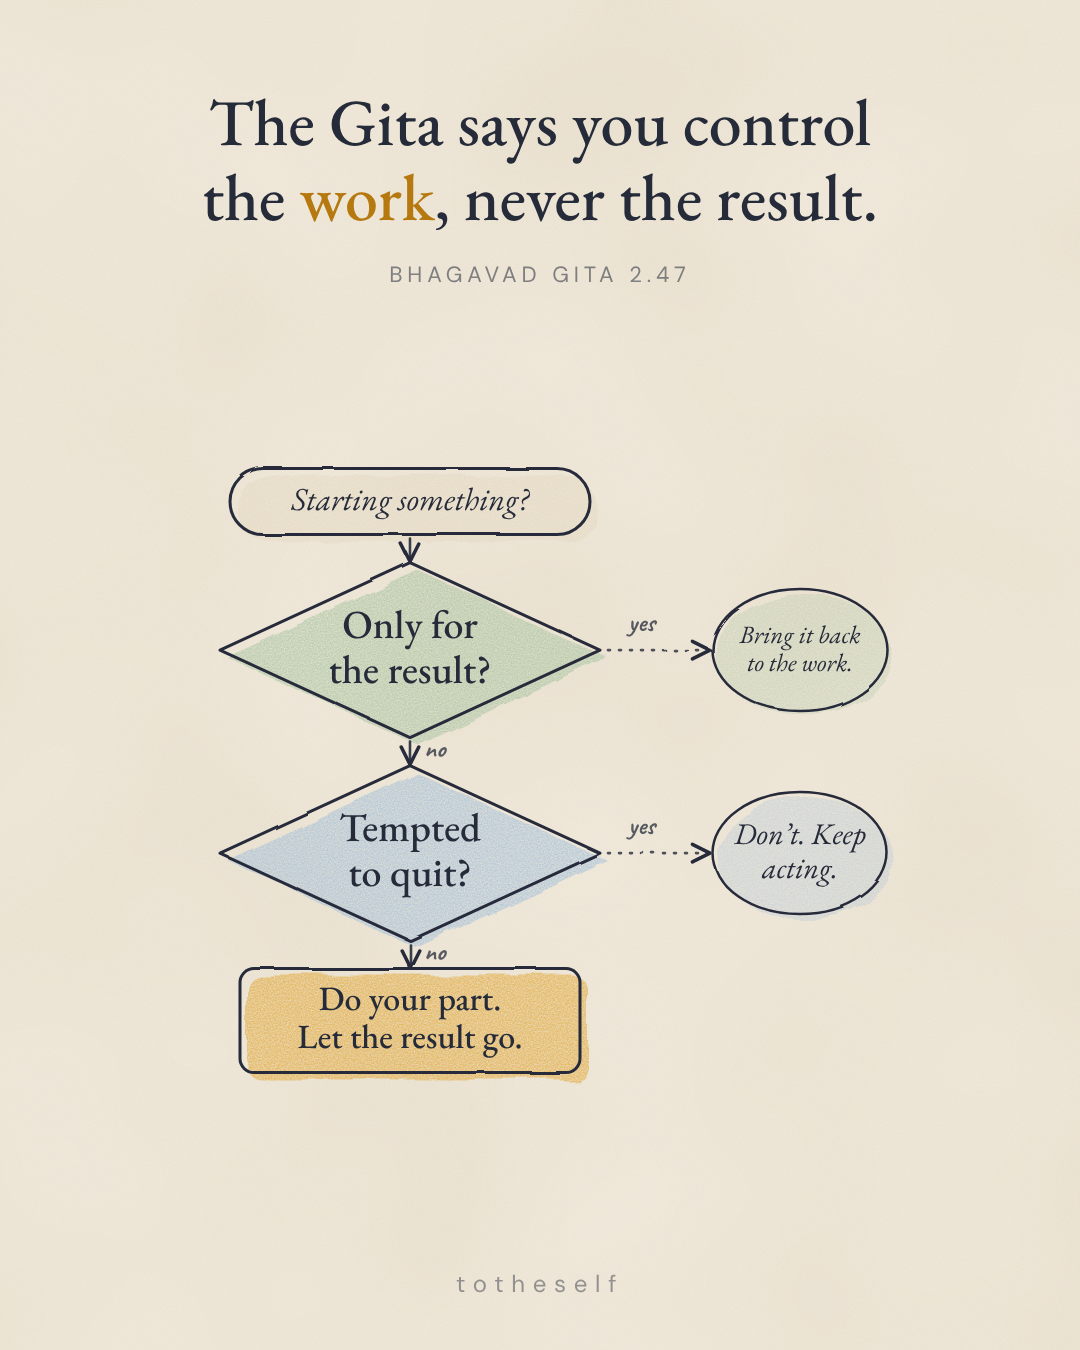 The Gita says you control
the work, never the result.
BHAGAVAD GITA 2.47
Starting something?
Only for
the result?
yes
Bring it back
to the work.
no
Tempted
to quit?
yes
Don’t. Keep
acting.
no
Do your part.
Let the result go.
totheself